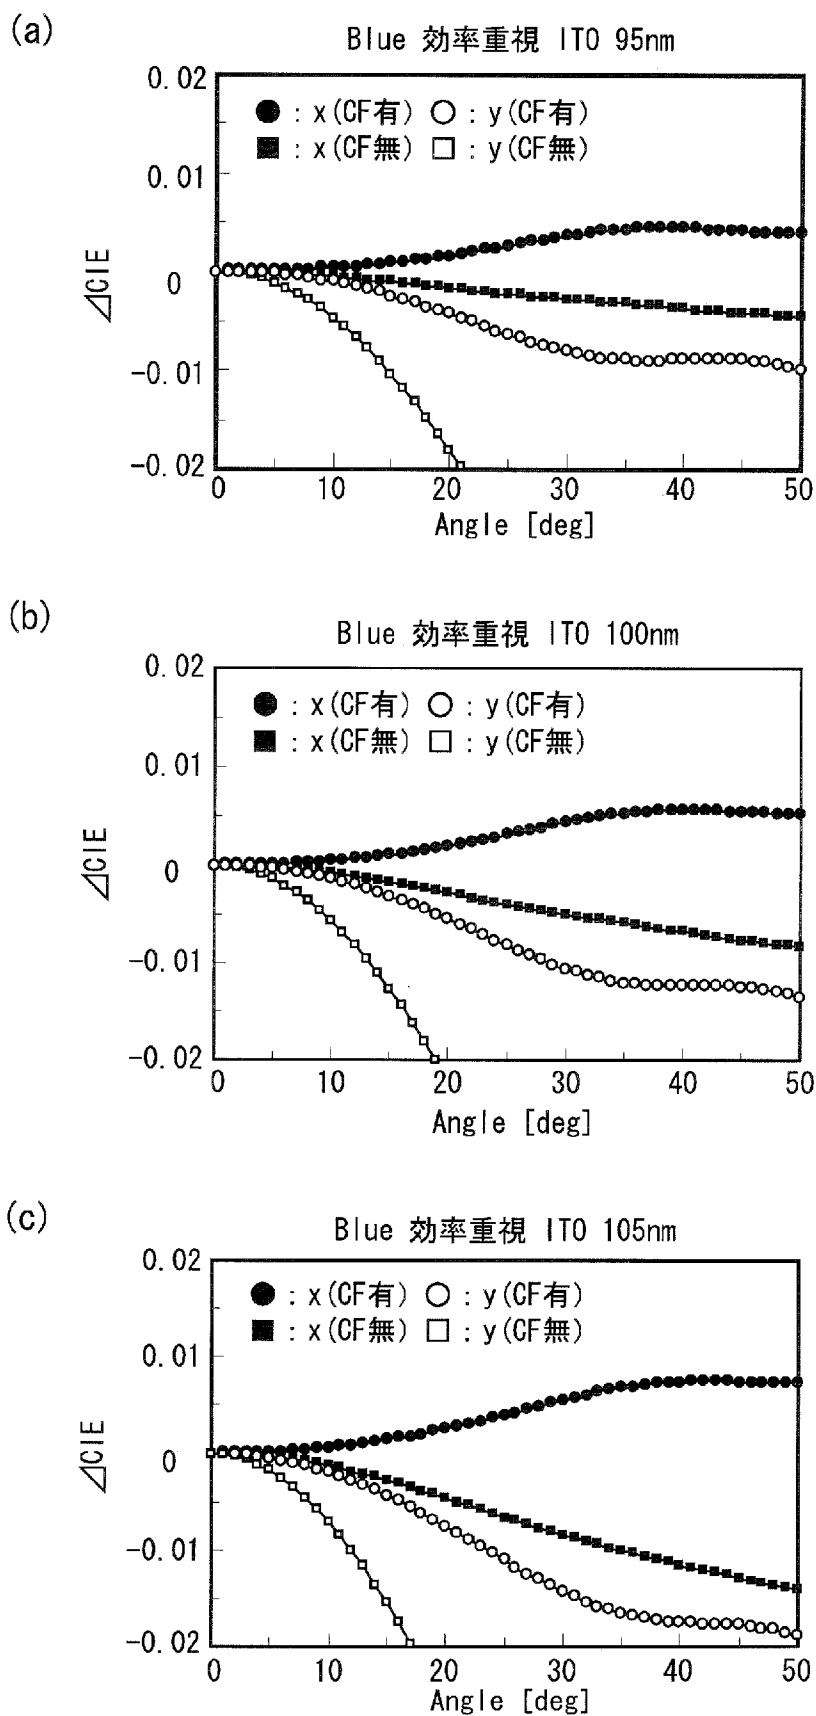 (a)
Blue 効率重視 ITO 95nm
0.02
● : x(CF有) ○ : y(CF有)
■ : x(CF無) □ : y(CF無)
0.01
⊿CIE
0
-0.01
-0.02
0 10 20 30 40 50
Angle [deg]
(b)
Blue 効率重視 ITO 100nm
0.02
● : x(CF有) ○ : y(CF有)
■ : x(CF無) □ : y(CF無)
0.01
⊿CIE
0
-0.01
-0.02
0 10 20 30 40 50
Angle [deg]
(c)
Blue 効率重視 ITO 105nm
0.02
● : x(CF有) ○ : y(CF有)
■ : x(CF無) □ : y(CF無)
0.01
⊿CIE
0
-0.01
-0.02
0 10 20 30 40 50
Angle [deg]